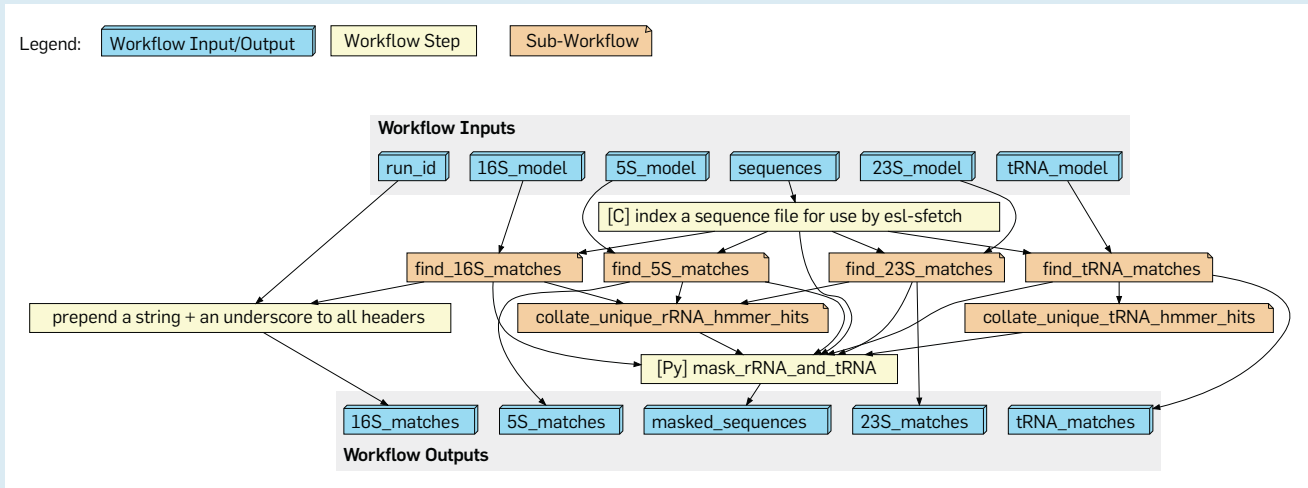 Legend: Workflow Input/Output Workflow Step Sub-Workflow
Workflow Inputs
run_id 16S_model 5S_model sequences 23S_model tRNA_model
[C] index a sequence file for use by esl-sfetch
find_16S_matches find_5S_matches find_23S_matches find_tRNA_matches
prepend a string + an underscore to all headers collate_unique_rRNA_hmmer_hits collate_unique_tRNA_hmmer_hits
[Py] mask_rRNA_and_tRNA
16S_matches 5S_matches masked_sequences 23S_matches tRNA_matches
Workflow Outputs